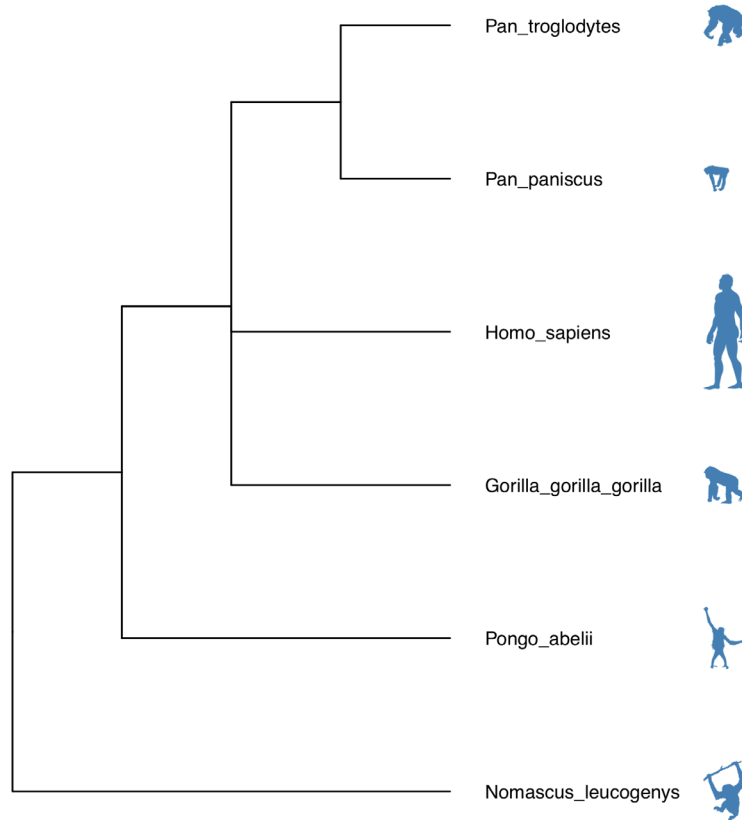 Pan_troglodytes
Pan_paniscus
Homo_sapiens
Gorilla_gorilla_gorilla
Pongo_abelii
Nomascus_leucogenys